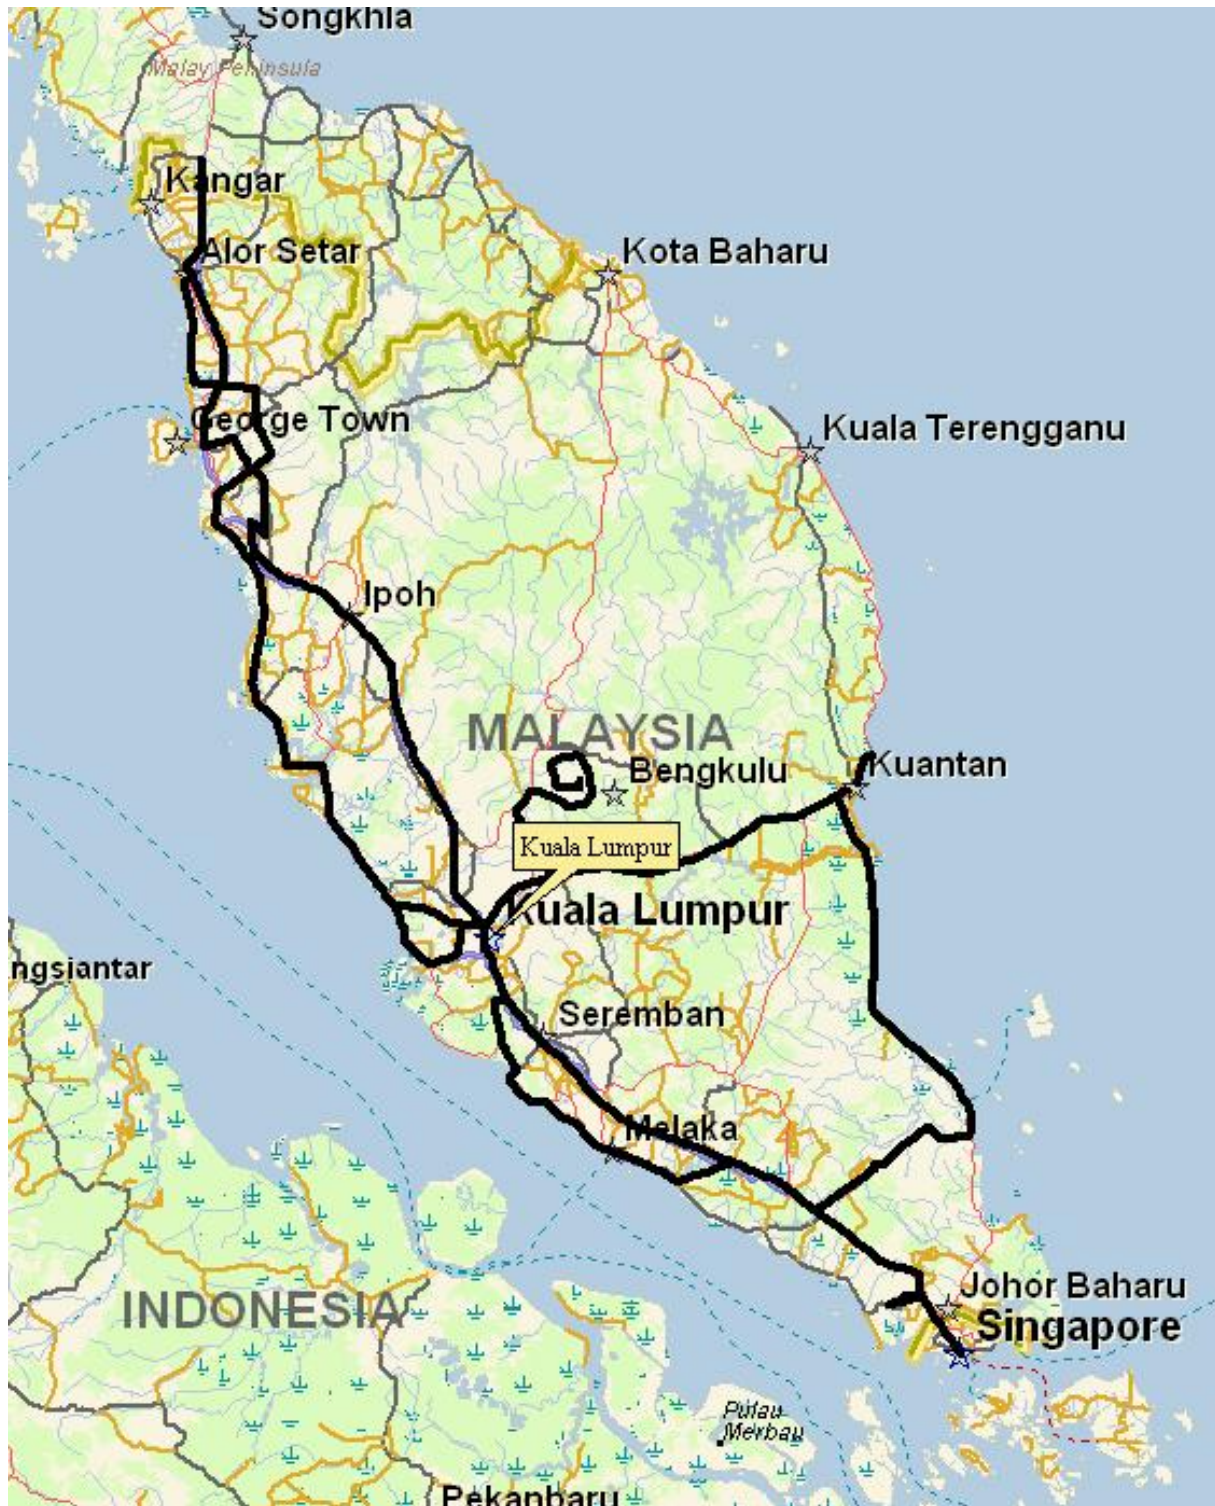 Songkhla
Malay Peninsula
Kangar
Alor Setar
Kota Baharu
George Town
Kuala Terengganu
Ipoh
MALAYSIA
Bengkulu
Kuantan
Kuala Lumpur
Kuala Lumpur
ngsiantar
Seremban
Melaka
Johor Baharu
INDONESIA
Singapore
Pulau
Merbau
Pekanbaru